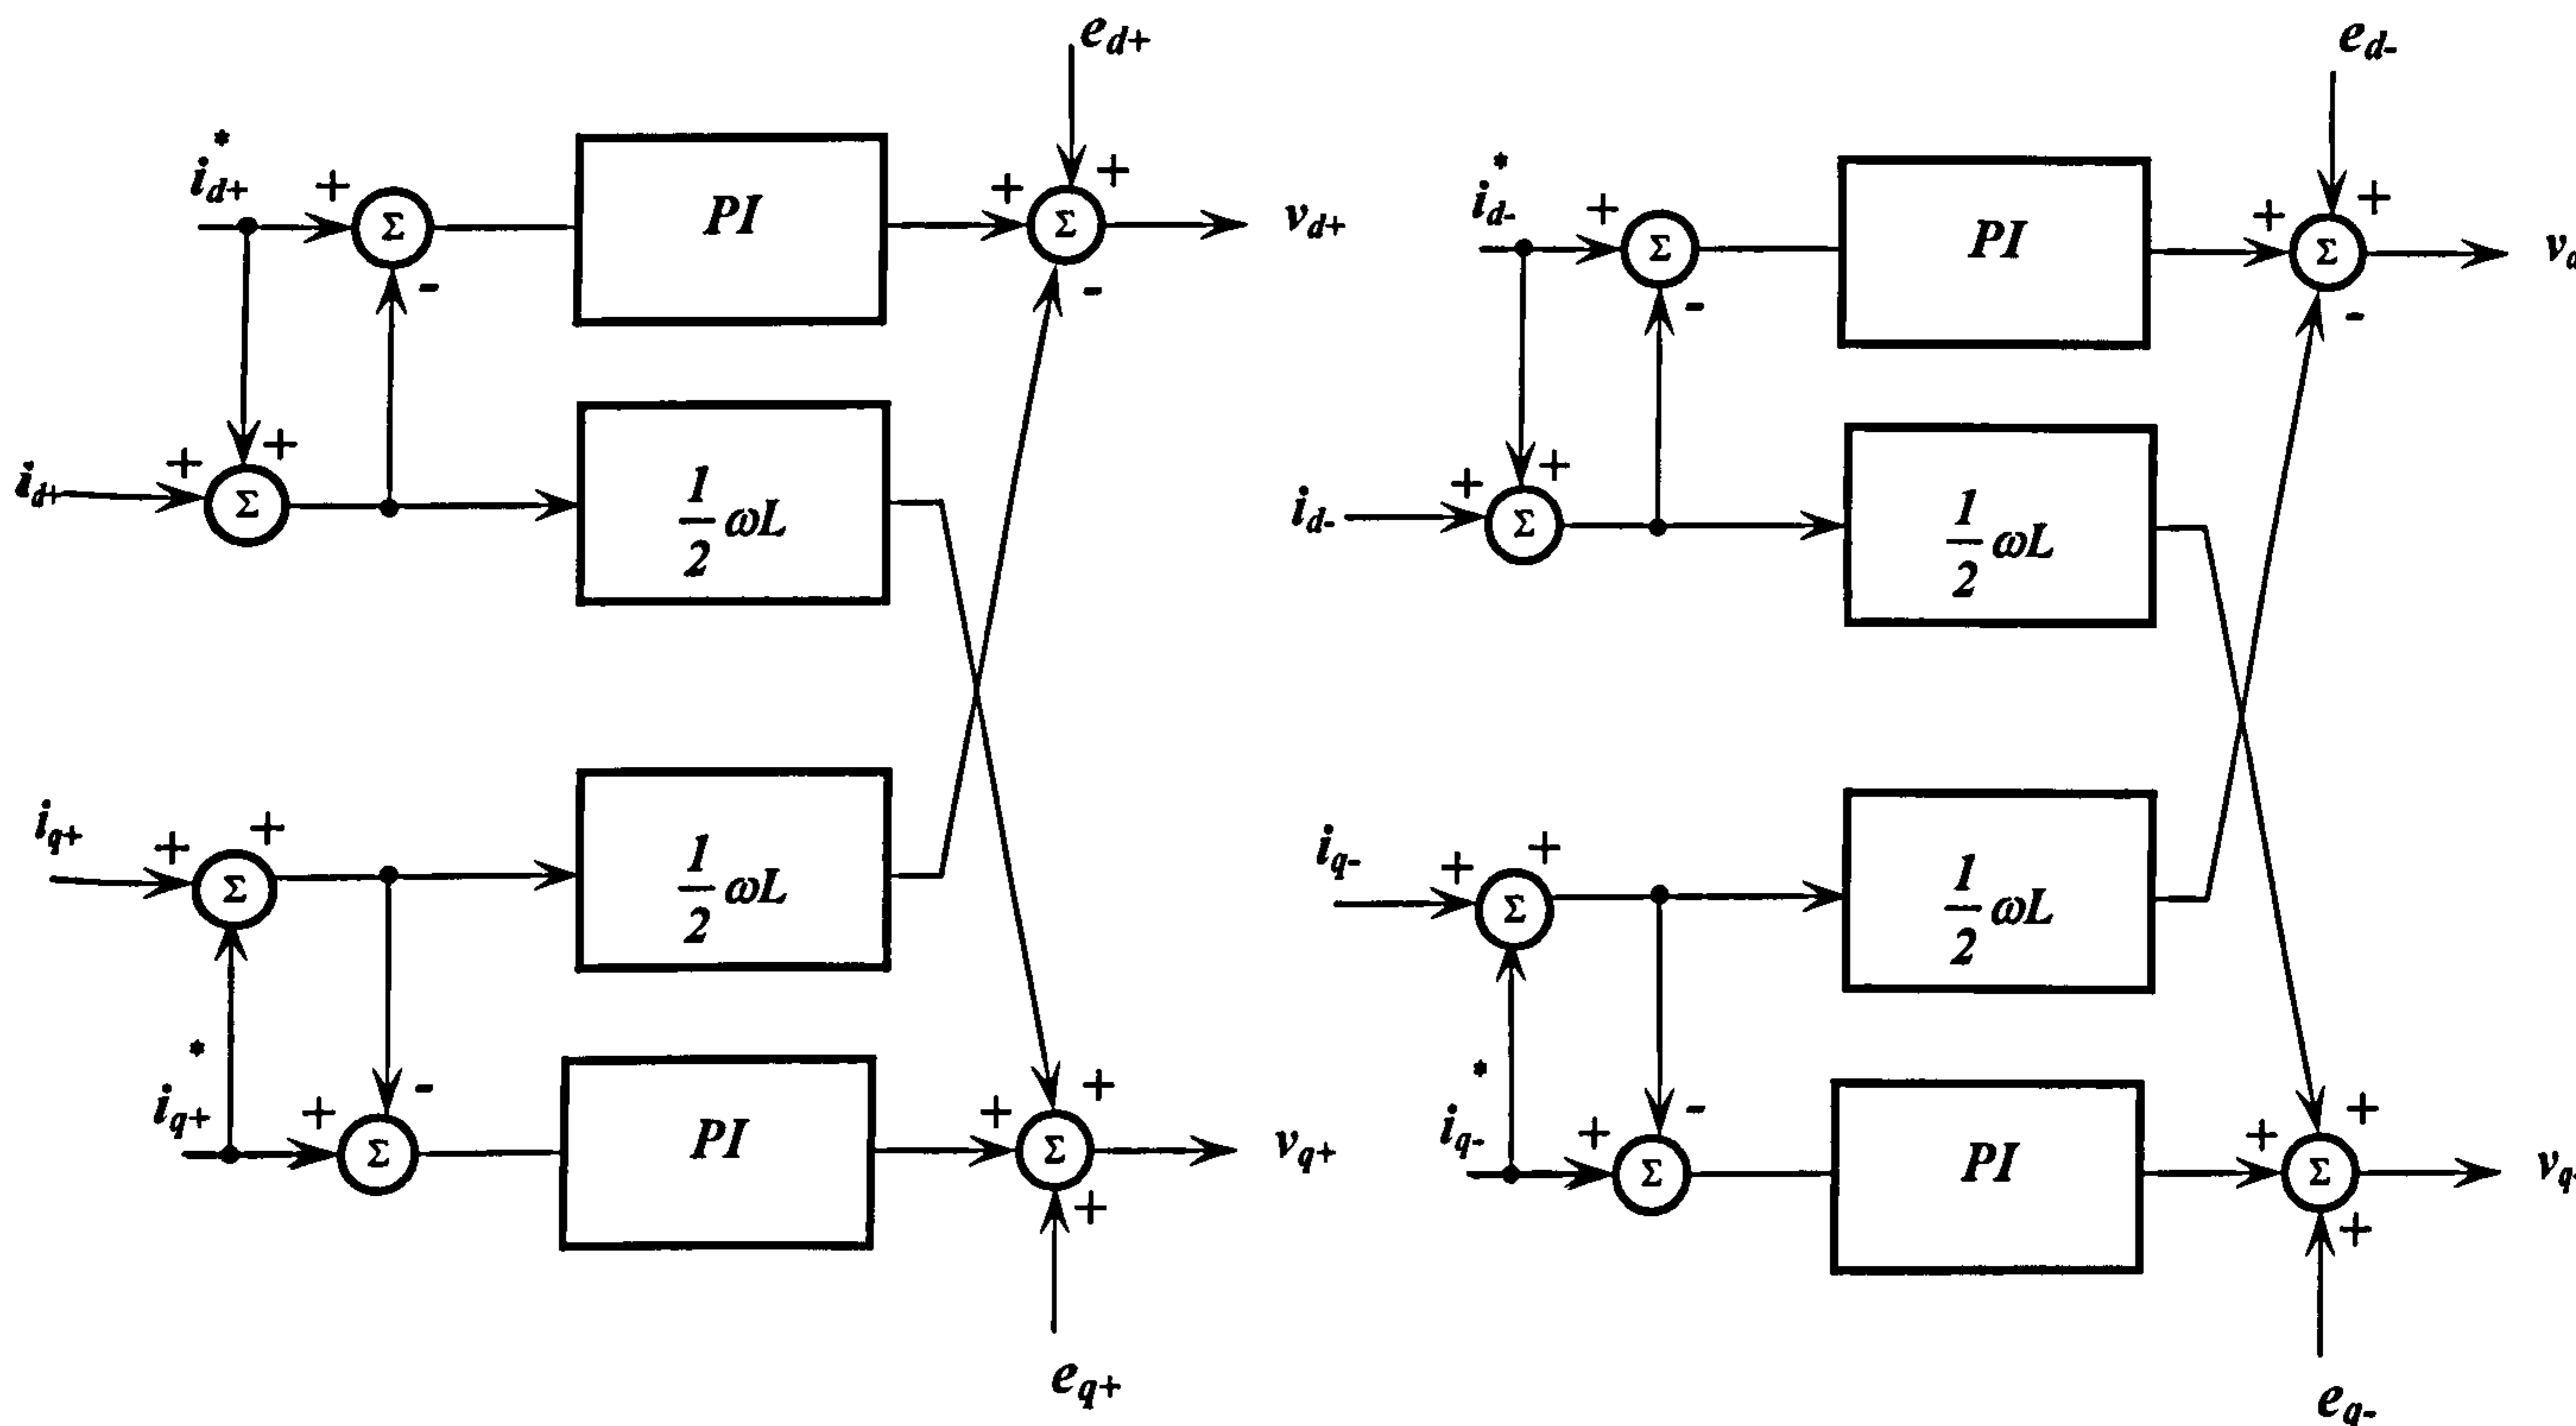 e_{d+}
i^*_{d+}
+
Σ
-
PI
+
+
Σ
-
v_{d+}
i_{d+}
+
+
Σ
1/2 ωL
i_{q+}
+
+
Σ
1/2 ωL
i^*_{q+}
+
-
Σ
PI
+
+
Σ
+
v_{q+}
e_{q+}
e_{d-}
i^*_{d-}
+
Σ
-
PI
+
+
Σ
-
i_{d-}
+
+
Σ
1/2 ωL
i_{q-}
+
+
Σ
1/2 ωL
i^*_{q-}
+
-
Σ
PI
+
+
Σ
+
e_{q-}